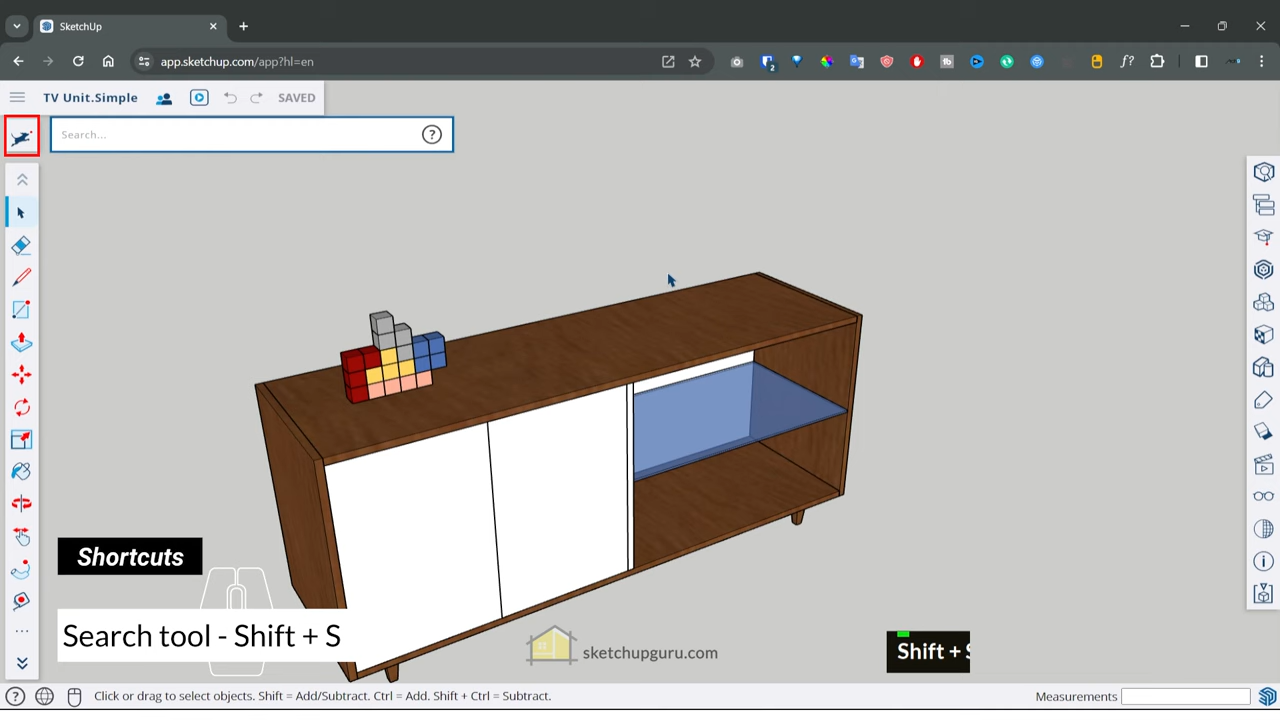 SketchUp
app.sketchup.com/app?hl=en
2
f?
TV Unit.Simple
SAVED
Search...
?
Shortcuts
Search tool - Shift + S
sketchupguru.com
Shift + S
Click or drag to select objects. Shift = Add/Subtract. Ctrl = Add. Shift + Ctrl = Subtract.
Measurements